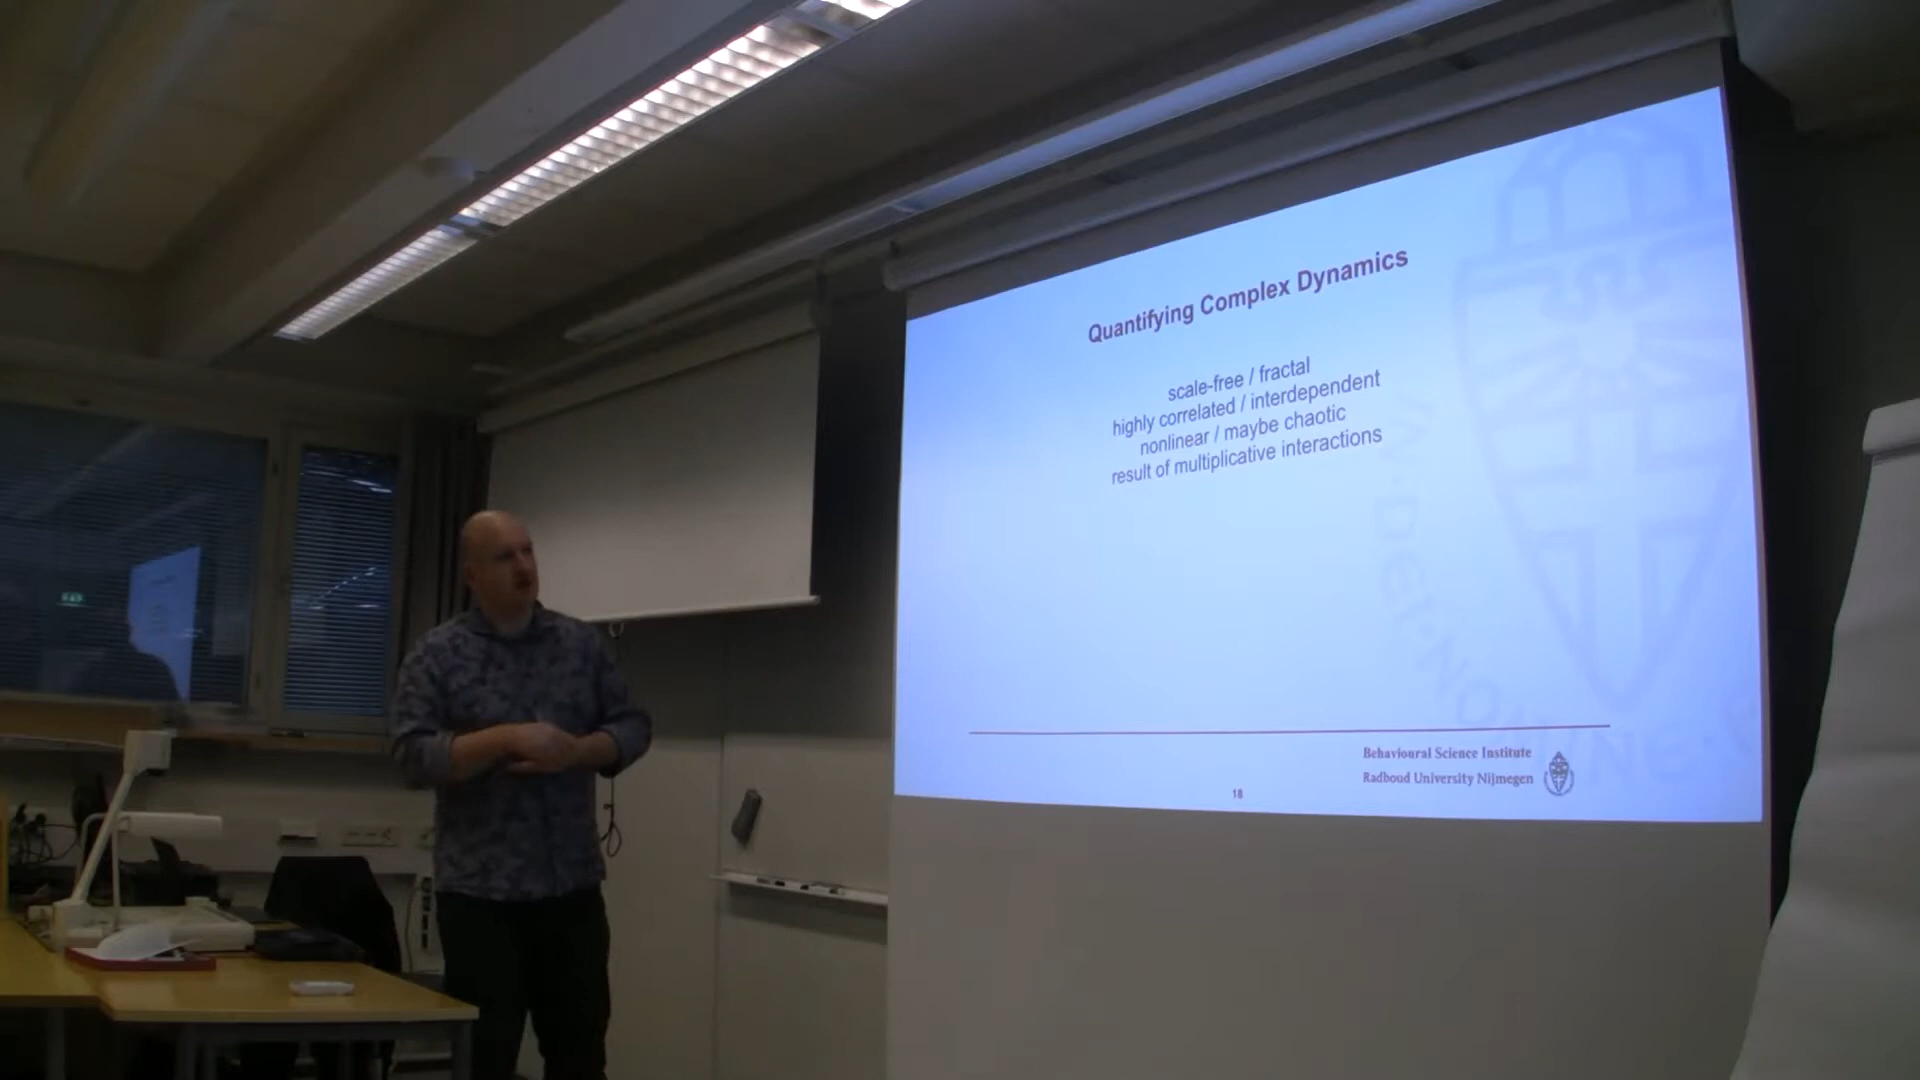 Quantifying Complex Dynamics
scale-free / fractal
highly correlated / interdependent
nonlinear / maybe chaotic
result of multiplicative interactions
Behavioural Science Institute
Radboud University Nijmegen
18